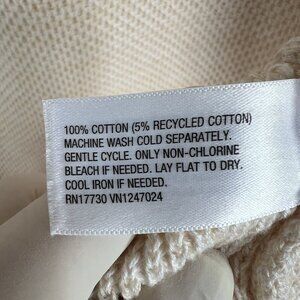 100% COTTON (5% RECYCLED COTTON)
MACHINE WASH COLD SEPARATELY.
GENTLE CYCLE. ONLY NON-CHLORINE
BLEACH IF NEEDED. LAY FLAT TO DRY.
COOL IRON IF NEEDED.
RN17730 VN1247024